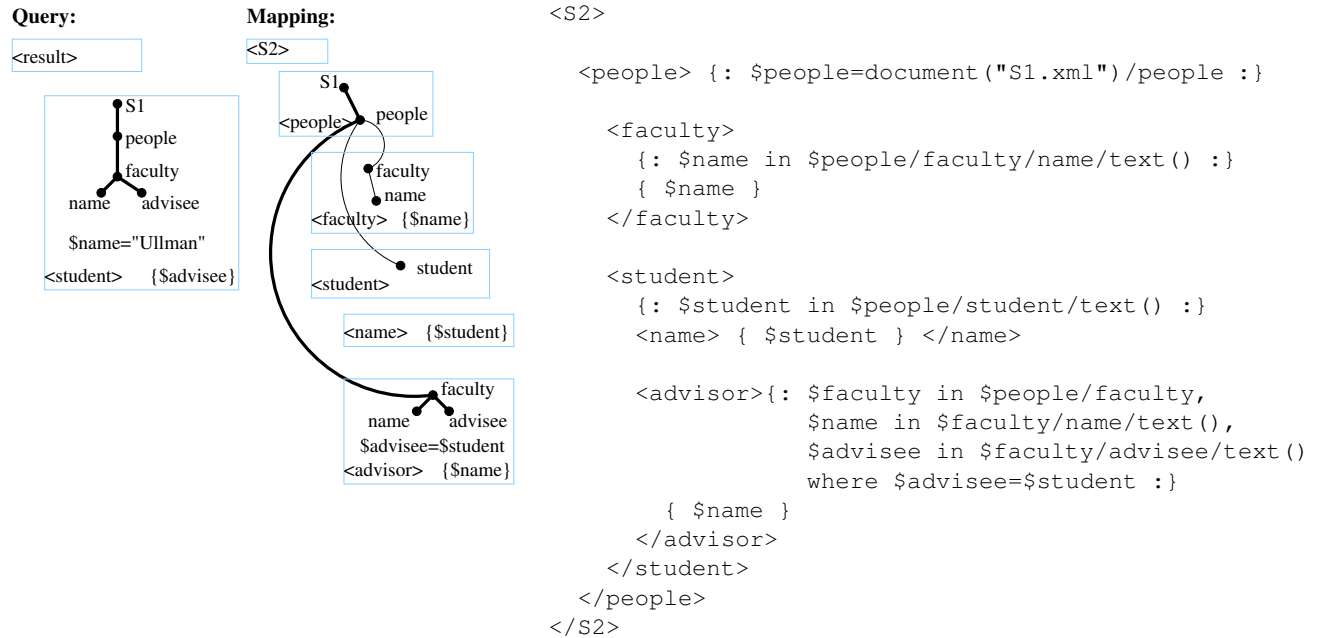 Query:
<result>
S1
people
faculty
name advisee
$name="Ullman"
<student> {$advisee}
Mapping:
<S2>
S1
<people> people
faculty
name
<faculty> {$name}
student
<student>
<name> {$student}
faculty
name advisee
$advisee=$student
<advisor> {$name}
<S2>
<people> {: $people=document("S1.xml")/people :}
<faculty>
{: $name in $people/faculty/name/text() :}
{ $name }
</faculty>
<student>
{: $student in $people/student/text() :}
<name> { $student } </name>
<advisor>{: $faculty in $people/faculty,
$name in $faculty/name/text(),
$advisee in $faculty/advisee/text()
where $advisee=$student :}
{ $name }
</advisor>
</student>
</people>
</S2>